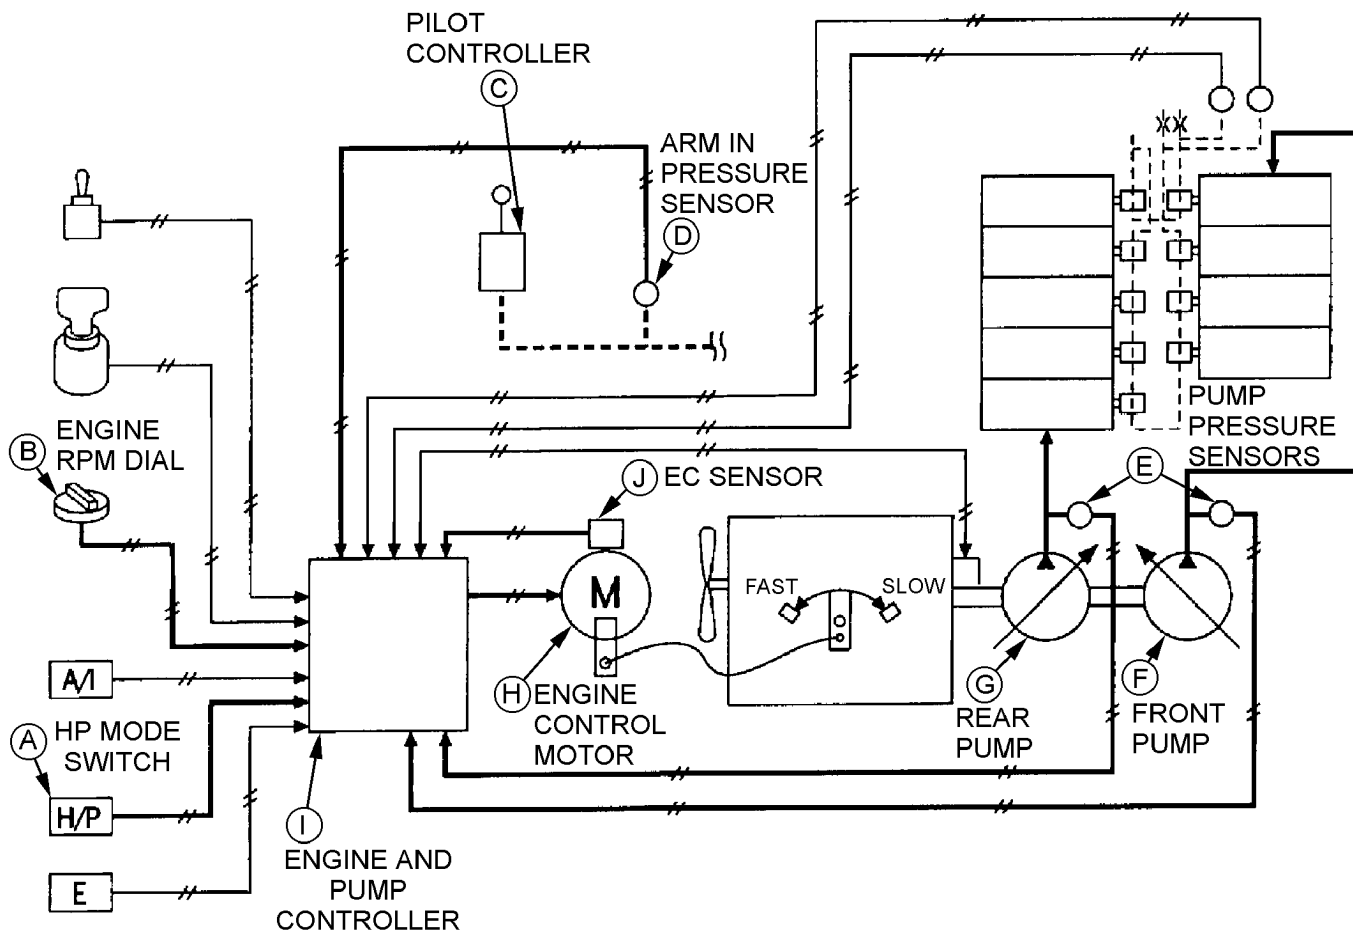 PILOT
CONTROLLER
C
ARM IN
PRESSURE
SENSOR
D
ENGINE
RPM DIAL
B
PUMP
PRESSURE
SENSORS
E
J EC SENSOR
M
FAST
SLOW
H ENGINE
CONTROL
MOTOR
G
REAR
PUMP
F
FRONT
PUMP
A/I
A HP MODE
SWITCH
H/P
E
I
ENGINE AND
PUMP
CONTROLLER